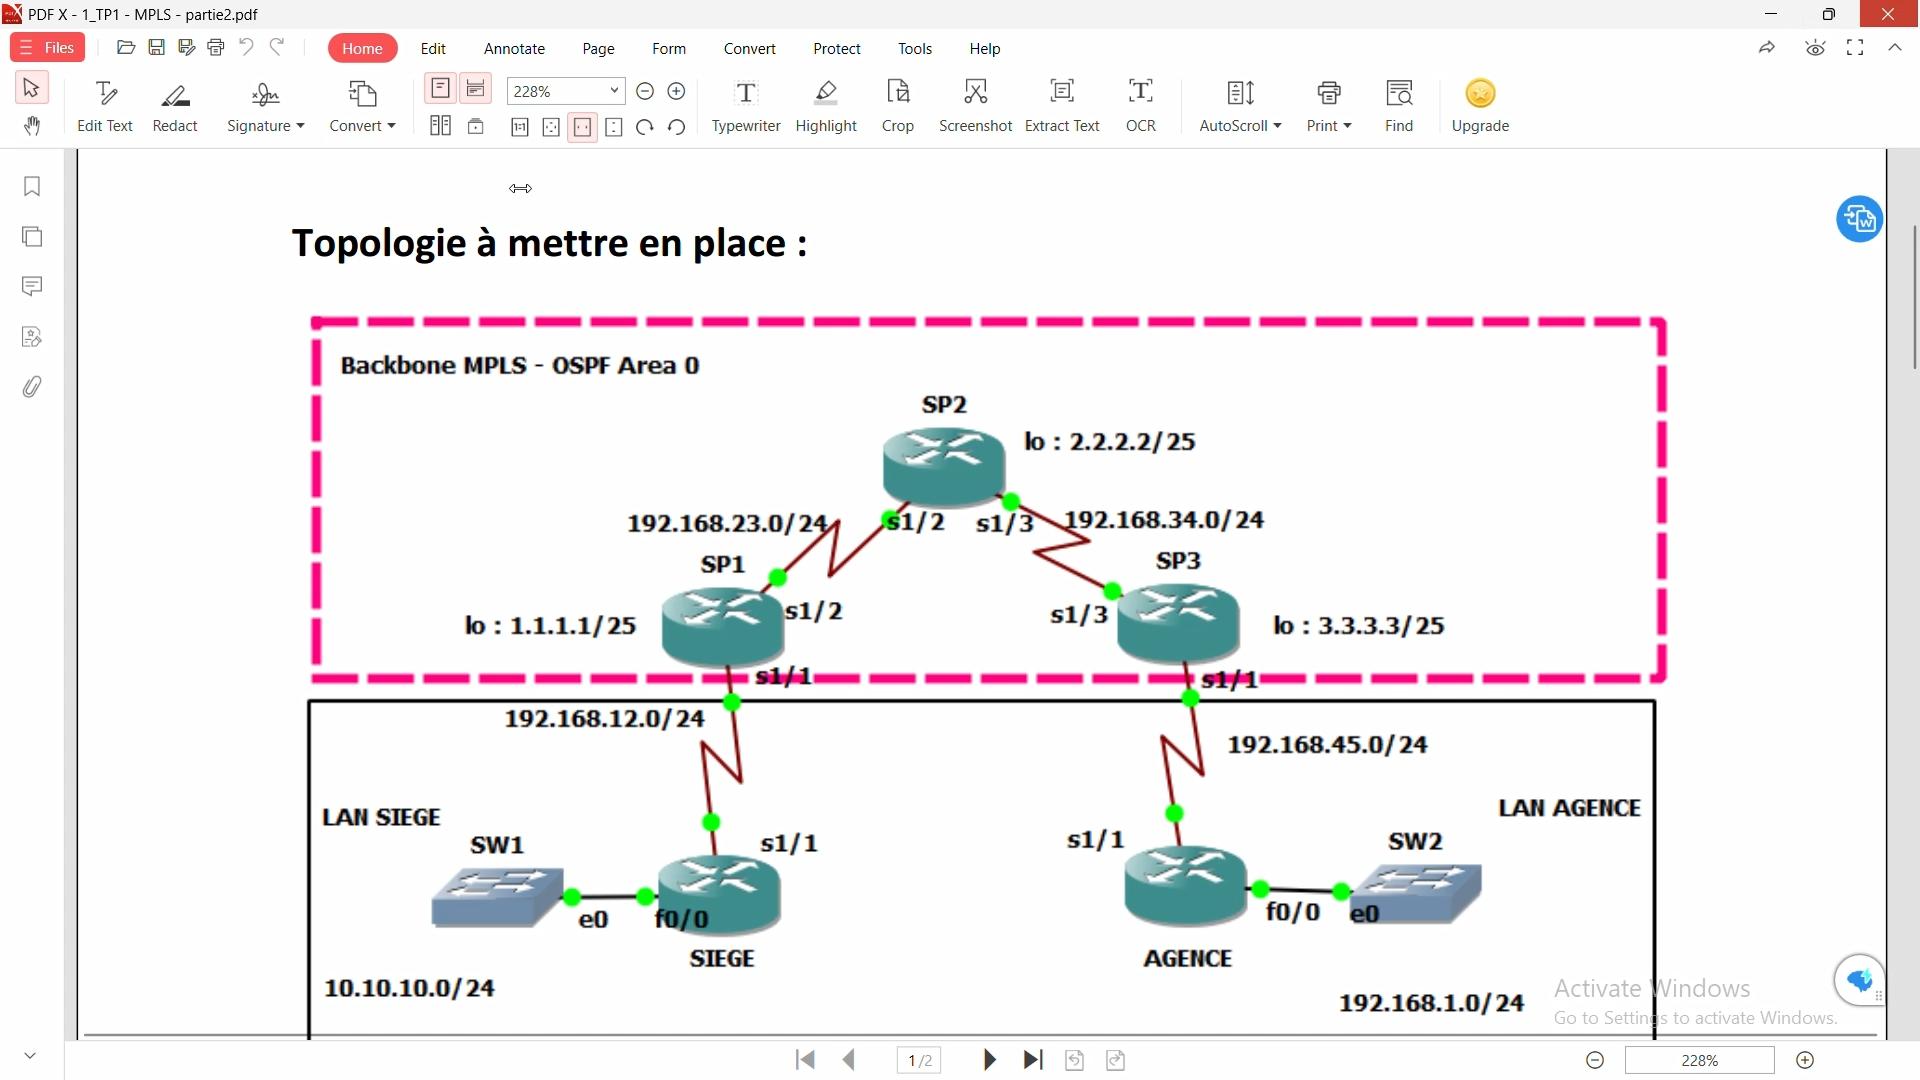 PDF X - 1_TP1 - MPLS - partie2.pdf
Files
Home
Edit
Annotate
Page
Form
Convert
Protect
Tools
Help
228%
Edit Text
Redact
Signature
Convert
Typewriter
Highlight
Crop
Screenshot
Extract Text
OCR
AutoScroll
Print
Find
Upgrade
Topologie à mettre en place :
Backbone MPLS - OSPF Area 0
SP2
lo : 2.2.2.2/25
192.168.23.0/24
s1/2
s1/3
192.168.34.0/24
SP1
SP3
s1/2
s1/3
lo : 1.1.1.1/25
lo : 3.3.3.3/25
s1/1
s1/1
192.168.12.0/24
192.168.45.0/24
LAN SIEGE
LAN AGENCE
SW1
s1/1
s1/1
SW2
e0
f0/0
f0/0
e0
SIEGE
AGENCE
10.10.10.0/24
192.168.1.0/24
Activate Windows
Go to Settings to activate Windows.
1/2
228%